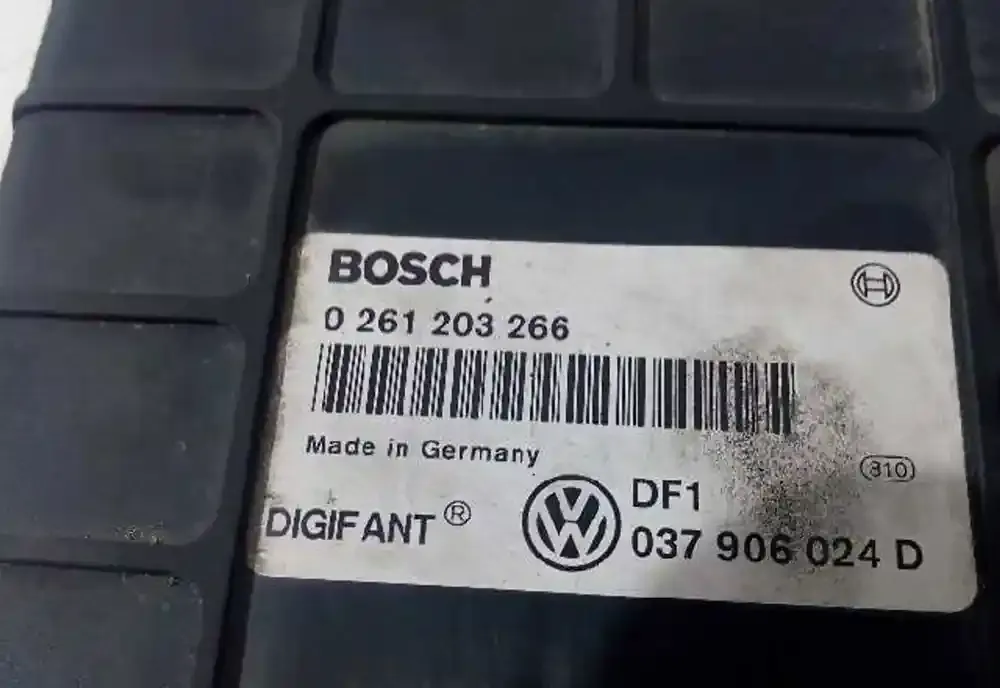 BOSCH
0 261 203 266
Made in Germany
310
DIGIFANT®
DF1
037 906 024 D